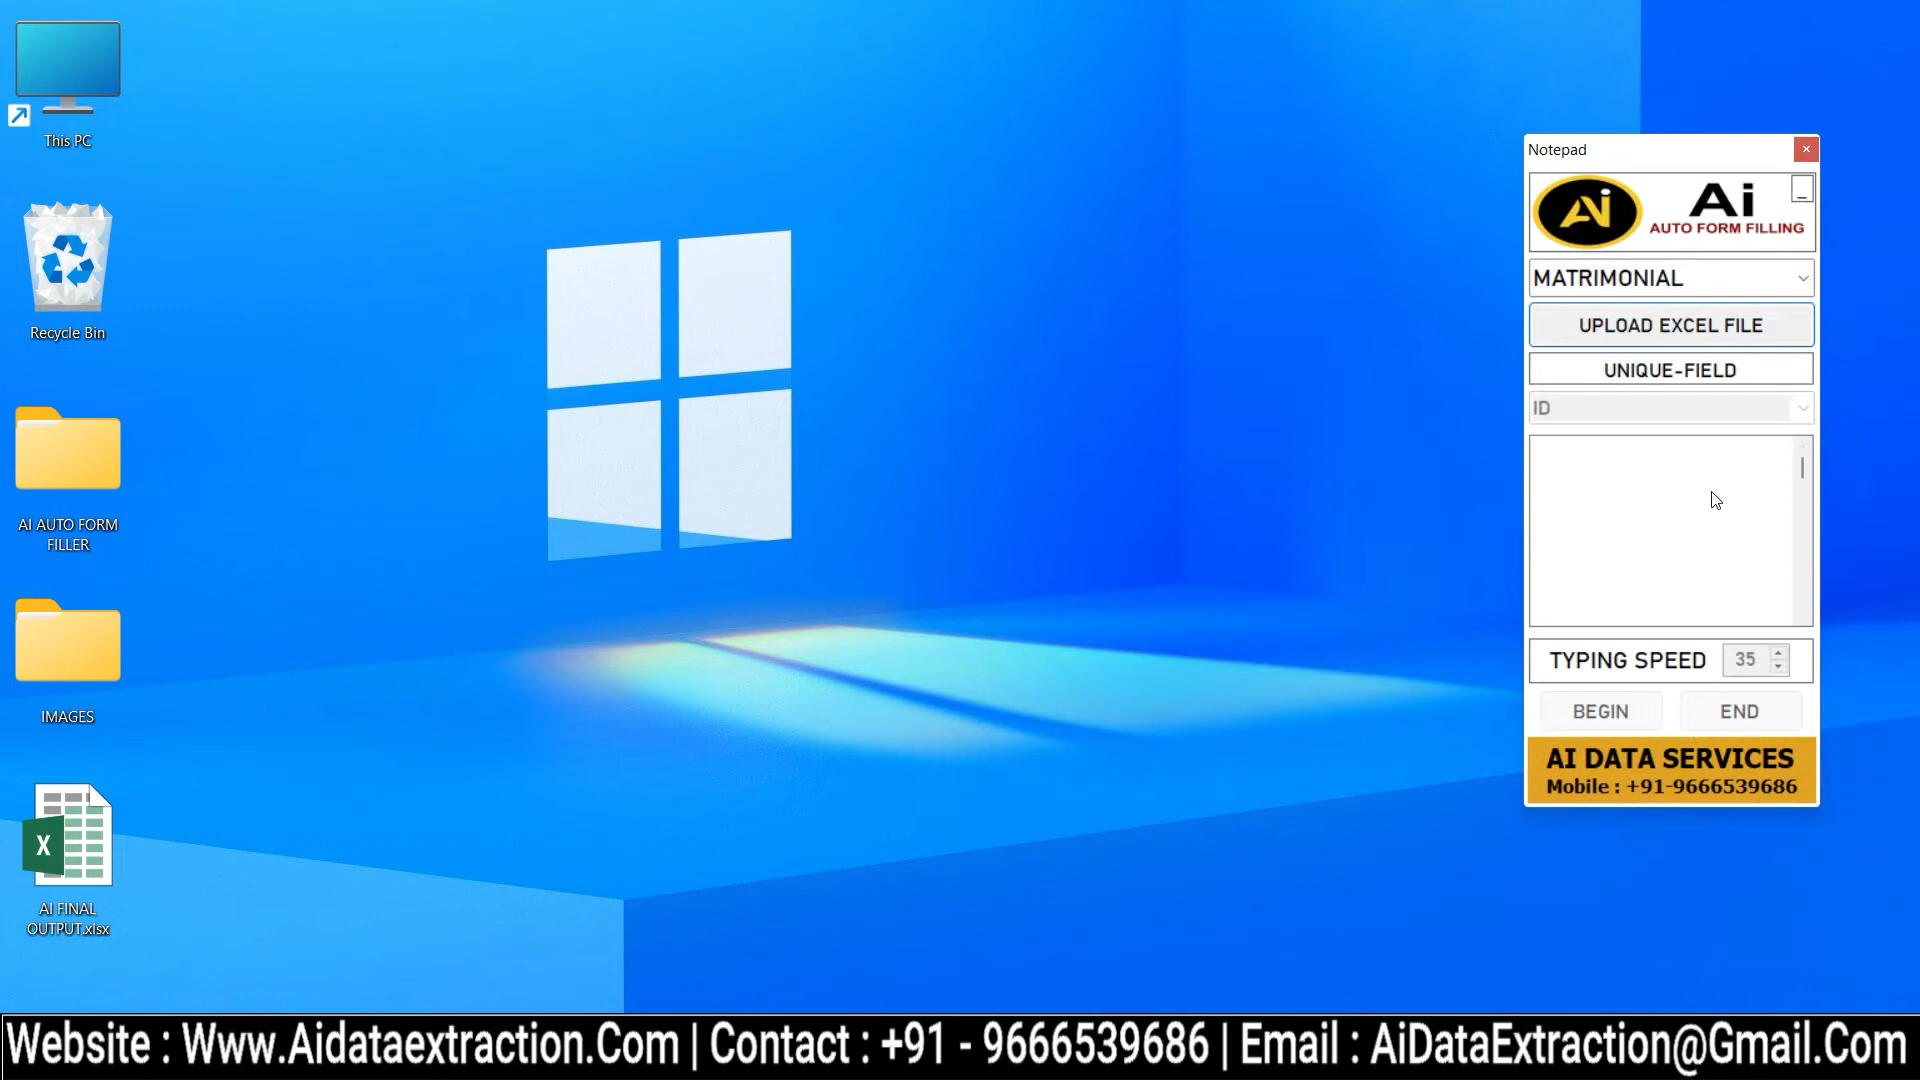 This PC
Recycle Bin
AI AUTO FORM
FILLER
IMAGES
X
AI FINAL
OUTPUT.xlsx
Notepad
Ai
Ai
AUTO FORM FILLING
MATRIMONIAL
UPLOAD EXCEL FILE
UNIQUE-FIELD
ID
TYPING SPEED 35
BEGIN END
AI DATA SERVICES
Mobile : +91-9666539686
Website : Www.Aidataextraction.Com | Contact : +91 - 9666539686 | Email : AiDataExtraction@Gmail.Com